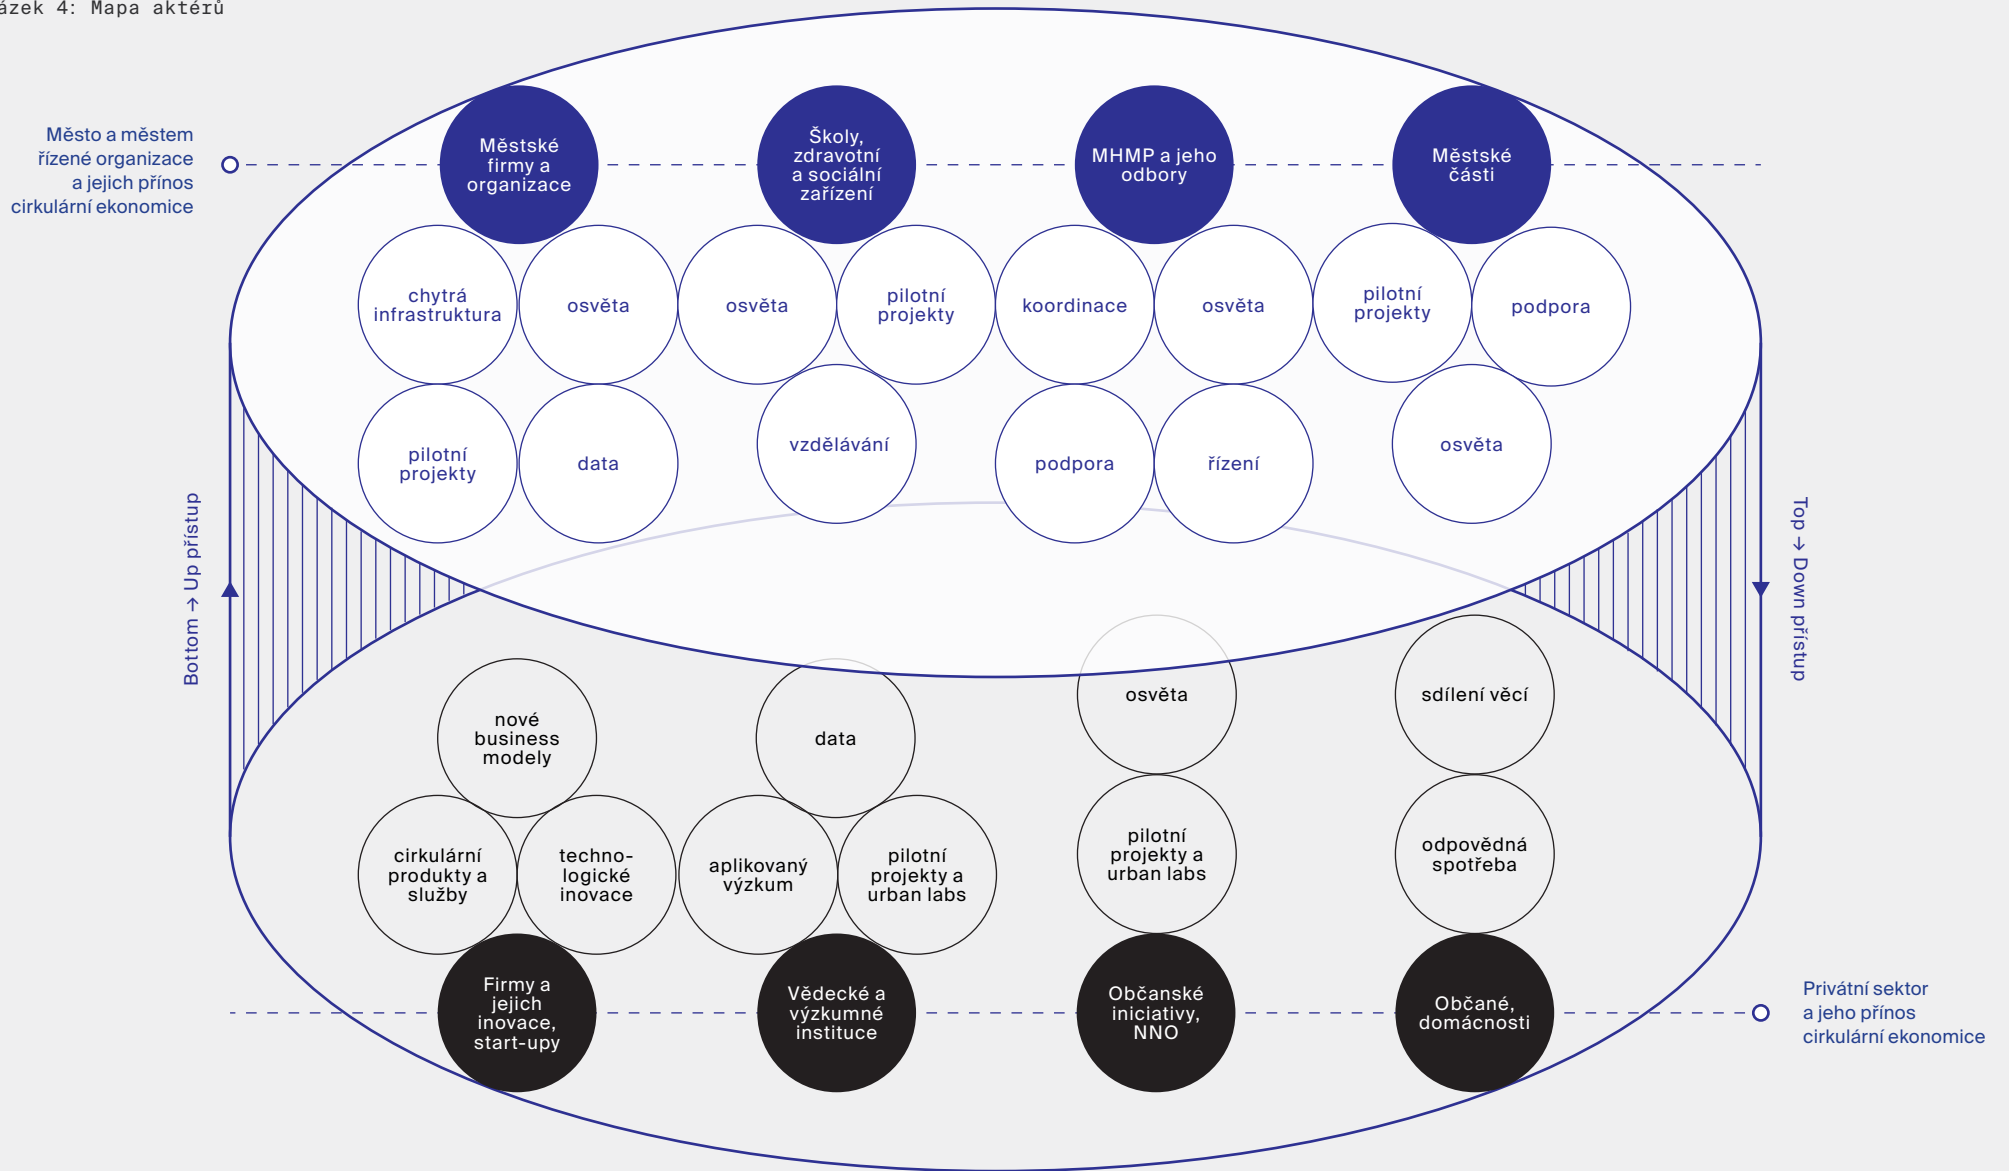 ázek 4: Mapa aktérů
Město a městem
řízené organizace
a jejich přínos
cirkulární ekonomice
Městské
firmy a
organizace
Školy,
zdravotní
a sociální
zařízení
MHMP a jeho
odbory
Městské
části
chytrá
infrastruktura
osvěta
osvěta
pilotní
projekty
koordinace
osvěta
pilotní
projekty
podpora
pilotní
projekty
data
vzdělávání
podpora
řízení
osvěta
Bottom → Up přístup
Top → Down přístup
nové
business
modely
data
osvěta
sdílení věcí
cirkulární
produkty a
služby
techno-
logické
inovace
aplikovaný
výzkum
pilotní
projekty a
urban labs
pilotní
projekty a
urban labs
odpovědná
spotřeba
Firmy a
jejich
inovace,
start-upy
Vědecké a
výzkumné
instituce
Občanské
iniciativy,
NNO
Občané,
domácnosti
Privátní sektor
a jeho přínos
cirkulární ekonomice